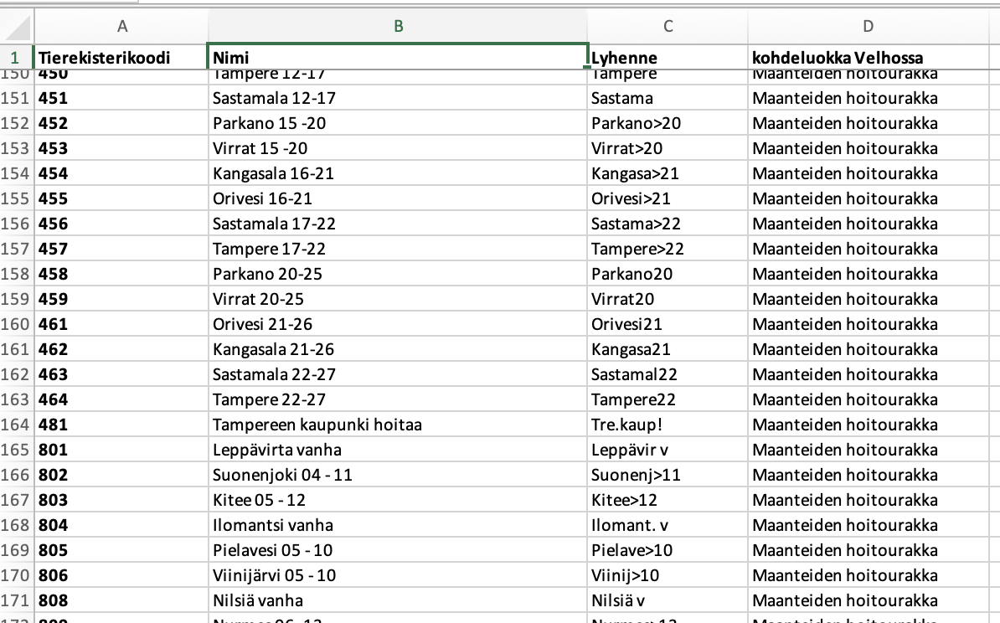 A B C D
1 Tierekisterikoodi Nimi Lyhenne kohdeluokka Velhossa
150 450 Tampere 12-17 Tampere Maanteiden hoitourakka
151 451 Sastamala 12-17 Sastama Maanteiden hoitourakka
152 452 Parkano 15 -20 Parkano>20 Maanteiden hoitourakka
153 453 Virrat 15 -20 Virrat>20 Maanteiden hoitourakka
154 454 Kangasala 16-21 Kangasa>21 Maanteiden hoitourakka
155 455 Orivesi 16-21 Orivesi>21 Maanteiden hoitourakka
156 456 Sastamala 17-22 Sastama>22 Maanteiden hoitourakka
157 457 Tampere 17-22 Tampere>22 Maanteiden hoitourakka
158 458 Parkano 20-25 Parkano20 Maanteiden hoitourakka
159 459 Virrat 20-25 Virrat20 Maanteiden hoitourakka
160 461 Orivesi 21-26 Orivesi21 Maanteiden hoitourakka
161 462 Kangasala 21-26 Kangasa21 Maanteiden hoitourakka
162 463 Sastamala 22-27 Sastamal22 Maanteiden hoitourakka
163 464 Tampere 22-27 Tampere22 Maanteiden hoitourakka
164 481 Tampereen kaupunki hoitaa Tre.kaup! Maanteiden hoitourakka
165 801 Leppävirta vanha Leppävir v Maanteiden hoitourakka
166 802 Suonenjoki 04 - 11 Suonenj>11 Maanteiden hoitourakka
167 803 Kitee 05 - 12 Kitee>12 Maanteiden hoitourakka
168 804 Ilomantsi vanha Ilomant. v Maanteiden hoitourakka
169 805 Pielavesi 05 - 10 Pielave>10 Maanteiden hoitourakka
170 806 Viinijärvi 05 - 10 Viinij>10 Maanteiden hoitourakka
171 808 Nilsiä vanha Nilsiä v Maanteiden hoitourakka